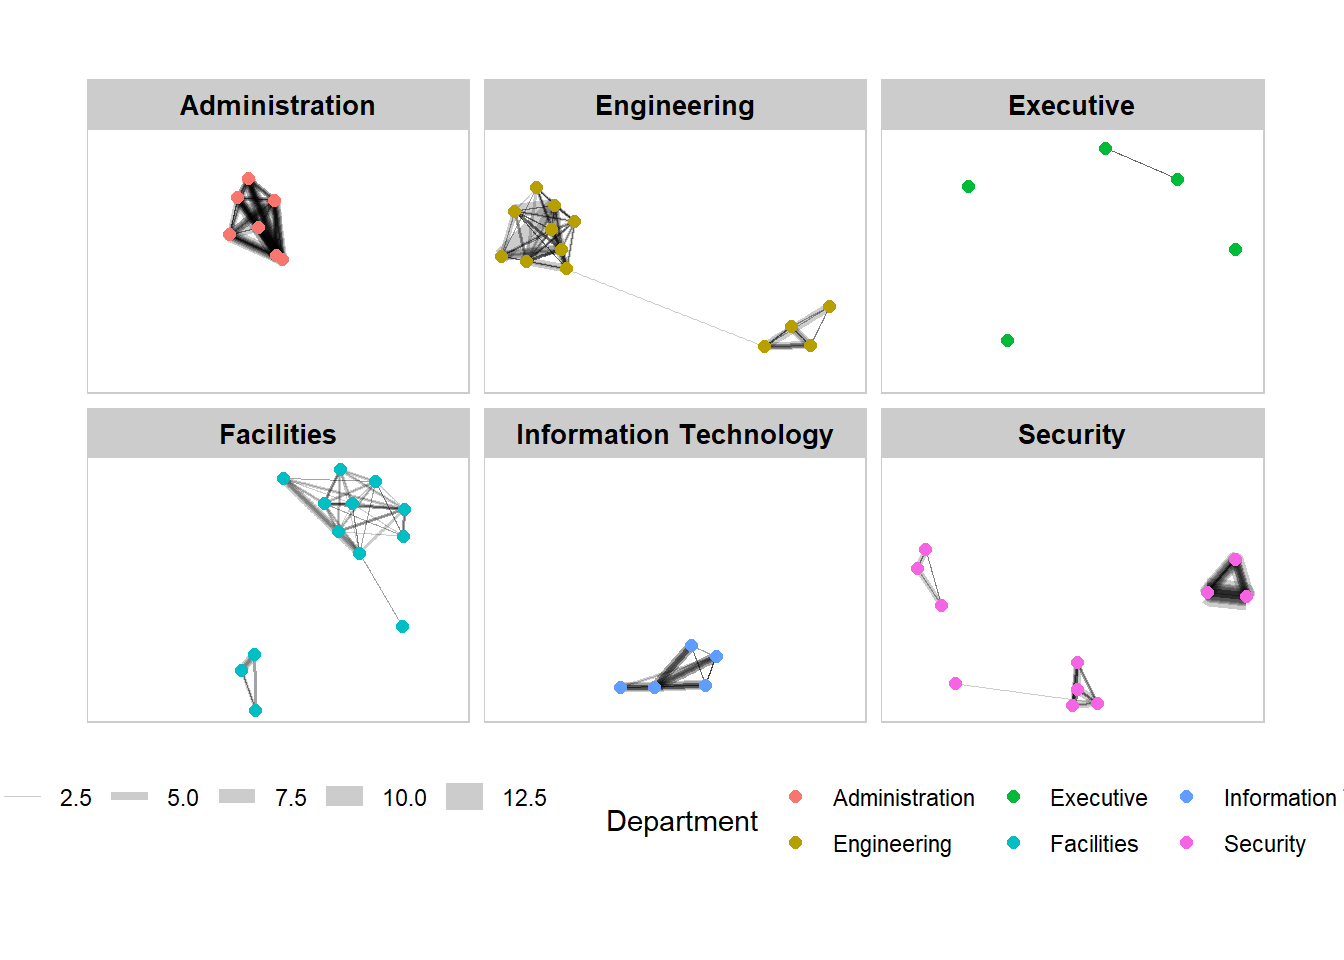 Administration
Engineering
Executive
Facilities
Information Technology
Security
2.5 5.0 7.5 10.0 12.5
Department
Administration Executive Information
Engineering Facilities Security